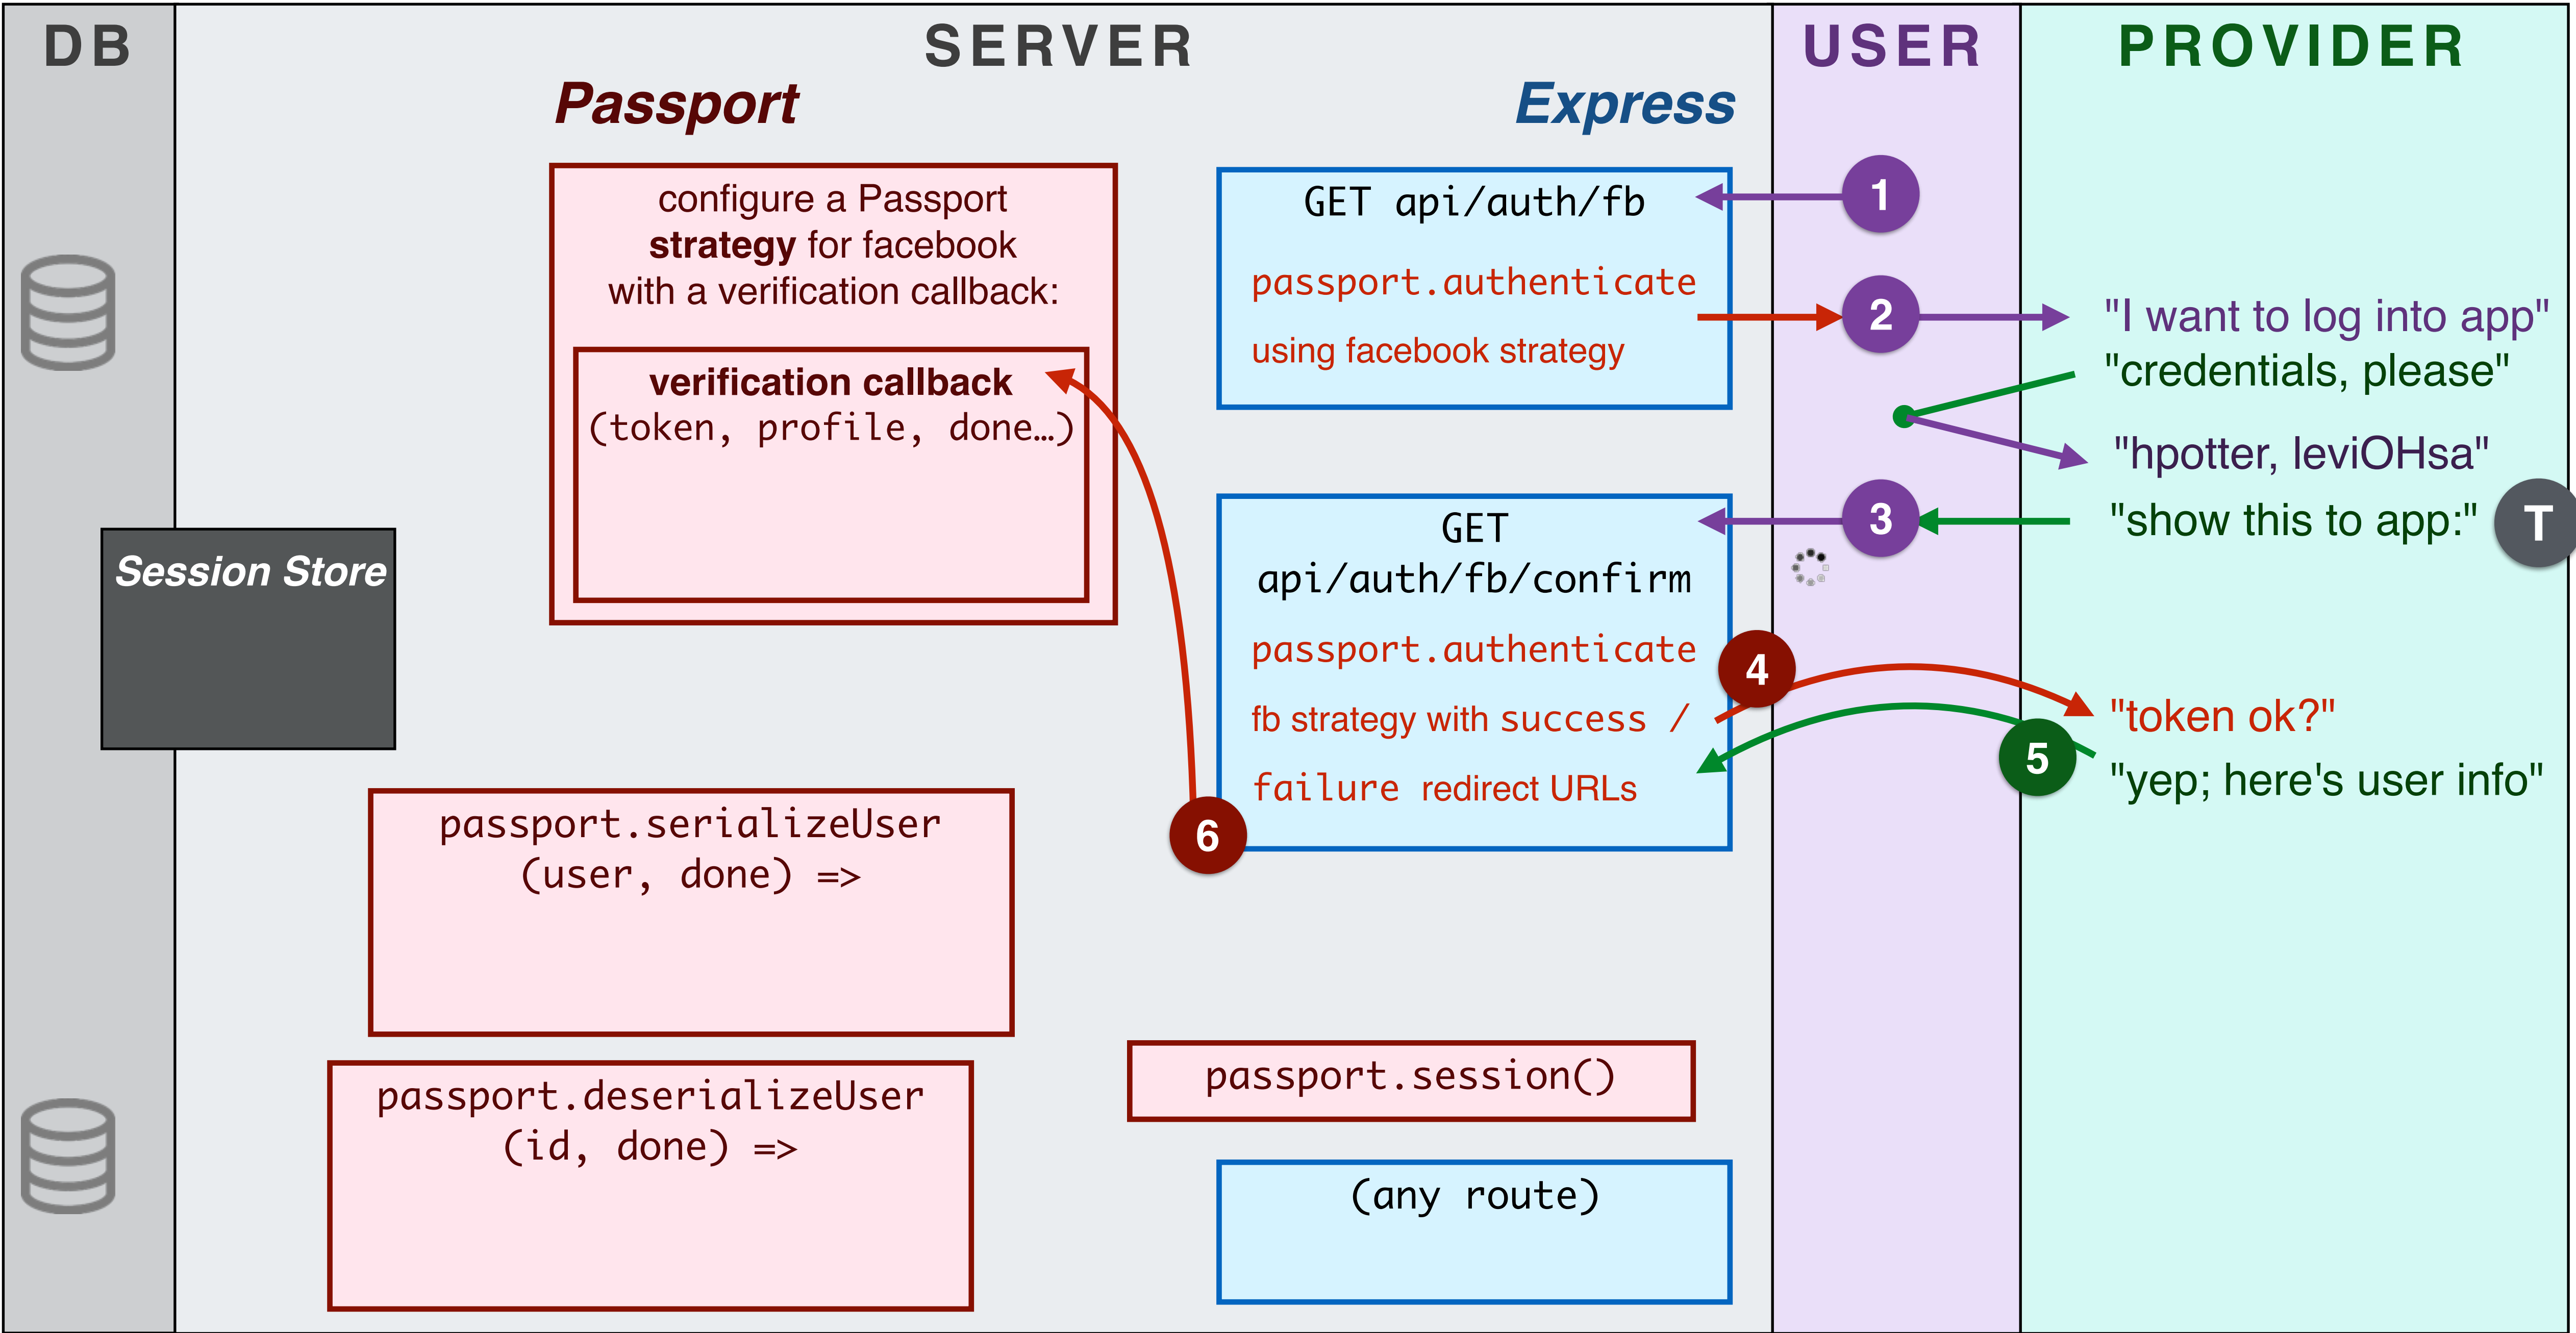 DB
SERVER
USER
PROVIDER
Passport
Express
configure a Passport
strategy for facebook
with a verification callback:
verification callback
(token, profile, done…)
GET api/auth/fb
passport.authenticate
using facebook strategy
1
2
"I want to log into app"
"credentials, please"
"hpotter, leviOHsa"
3
"show this to app:"
T
Session Store
GET
api/auth/fb/confirm
passport.authenticate
fb strategy with success /
failure redirect URLs
4
"token ok?"
5
"yep; here's user info"
6
passport.serializeUser
(user, done) =>
passport.deserializeUser
(id, done) =>
passport.session()
(any route)